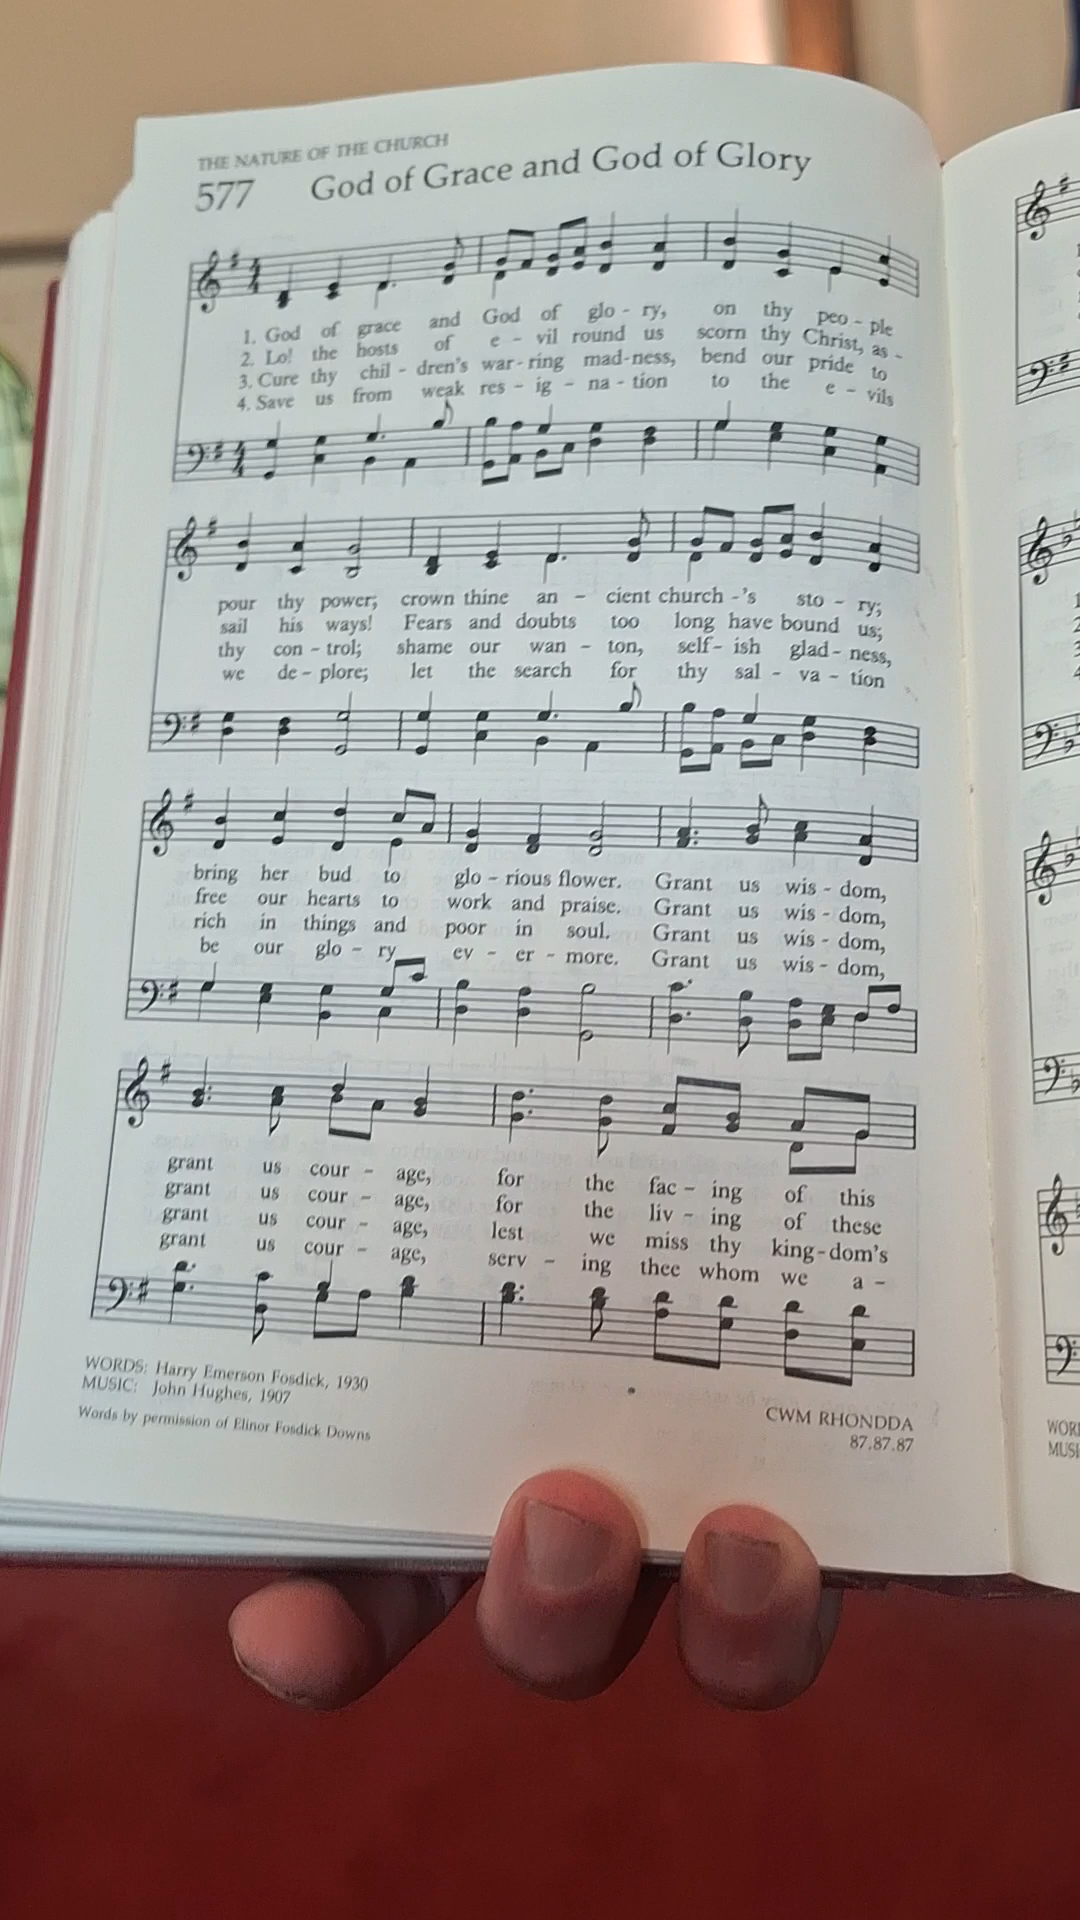 THE NATURE OF THE CHURCH
577 God of Grace and God of Glory
1. God of grace and God of glo - ry, on thy peo - ple
2. Lo! the hosts of e - vil round us scorn thy Christ, as -
3. Cure thy chil - dren's war - ring mad - ness, bend our pride to
4. Save us from weak res - ig - na - tion to the e - vils
pour thy power; crown thine an - cient church -'s sto - ry;
sail his ways! Fears and doubts too long have bound us;
thy con - trol; shame our wan - ton, self - ish glad - ness,
we de - plore; let the search for thy sal - va - tion
bring her bud to glo - rious flower. Grant us wis - dom,
free our hearts to work and praise. Grant us wis - dom,
rich in things and poor in soul. Grant us wis - dom,
be our glo - ry ev - er - more. Grant us wis - dom,
grant us cour - age, for the fac - ing of this
grant us cour - age, for the liv - ing of these
grant us cour - age, lest we miss thy king - dom's
grant us cour - age, serv - ing thee whom we a -
WORDS: Harry Emerson Fosdick, 1930
MUSIC: John Hughes, 1907
Words by permission of Elinor Fosdick Downs
CWM RHONDDA
87.87.87